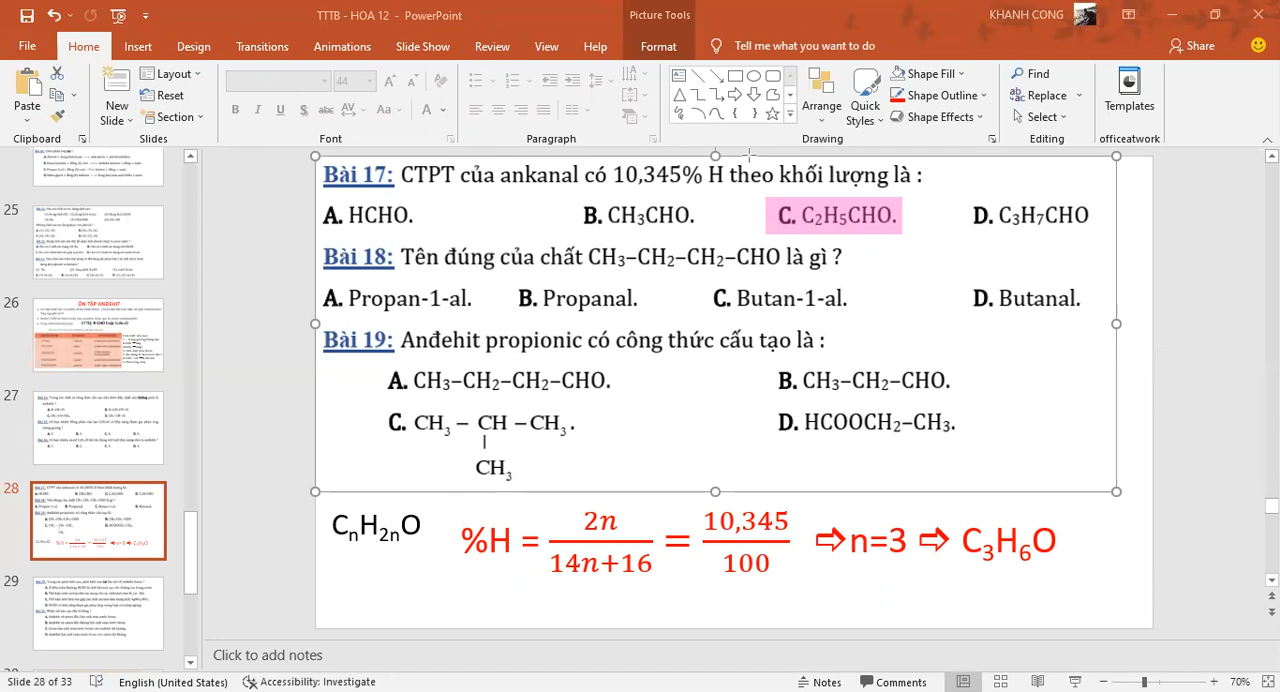 TTTB - HOA 12 - PowerPoint
Picture Tools
KHANH CONG
File Home Insert Design Transitions Animations Slide Show Review View Help Format Tell me what you want to do Share
Paste
New Slide
Layout
Reset
Section
44
B I U S abc AV Aa A
Arrange
Quick Styles
Shape Fill
Shape Outline
Shape Effects
Find
Replace
Select
Templates
Clipboard Slides Font Paragraph Drawing Editing officeatwork
25
26
ÔN TẬP ANĐEHIT
27
28
29
Bài 17: CTPT của ankanal có 10,345% H theo khối lượng là :
A. HCHO. B. CH₃CHO. C. C₂H₅CHO. D. C₃H₇CHO
Bài 18: Tên đúng của chất CH₃–CH₂–CH₂–CHO là gì ?
A. Propan-1-al. B. Propanal. C. Butan-1-al. D. Butanal.
Bài 19: Anđehit propionic có công thức cấu tạo là :
A. CH₃–CH₂–CH₂–CHO. B. CH₃–CH₂–CHO.
C. CH₃ – CH – CH₃. D. HCOOCH₂–CH₃.
|
CH₃
CₙH₂ₙO %H = 2n/14n+16 = 10,345/100 ⇨n=3 ⇨ C₃H₆O
Click to add notes
Slide 28 of 33 English (United States) Accessibility: Investigate Notes Comments 70%